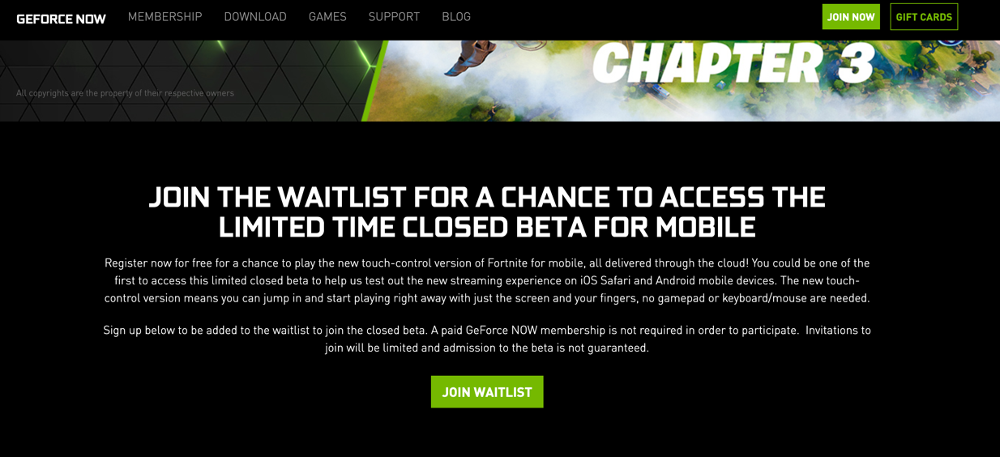 GEFORCE NOW MEMBERSHIP DOWNLOAD GAMES SUPPORT BLOG JOIN NOW GIFT CARDS
CHAPTER 3
All copyrights are the property of their respective owners
JOIN THE WAITLIST FOR A CHANCE TO ACCESS THE
LIMITED TIME CLOSED BETA FOR MOBILE
Register now for free for a chance to play the new touch-control version of Fortnite for mobile, all delivered through the cloud! You could be one of the
first to access this limited closed beta to help us test out the new streaming experience on iOS Safari and Android mobile devices. The new touch-
control version means you can jump in and start playing right away with just the screen and your fingers, no gamepad or keyboard/mouse are needed.
Sign up below to be added to the waitlist to join the closed beta. A paid GeForce NOW membership is not required in order to participate.  Invitations to
join will be limited and admission to the beta is not guaranteed.
JOIN WAITLIST